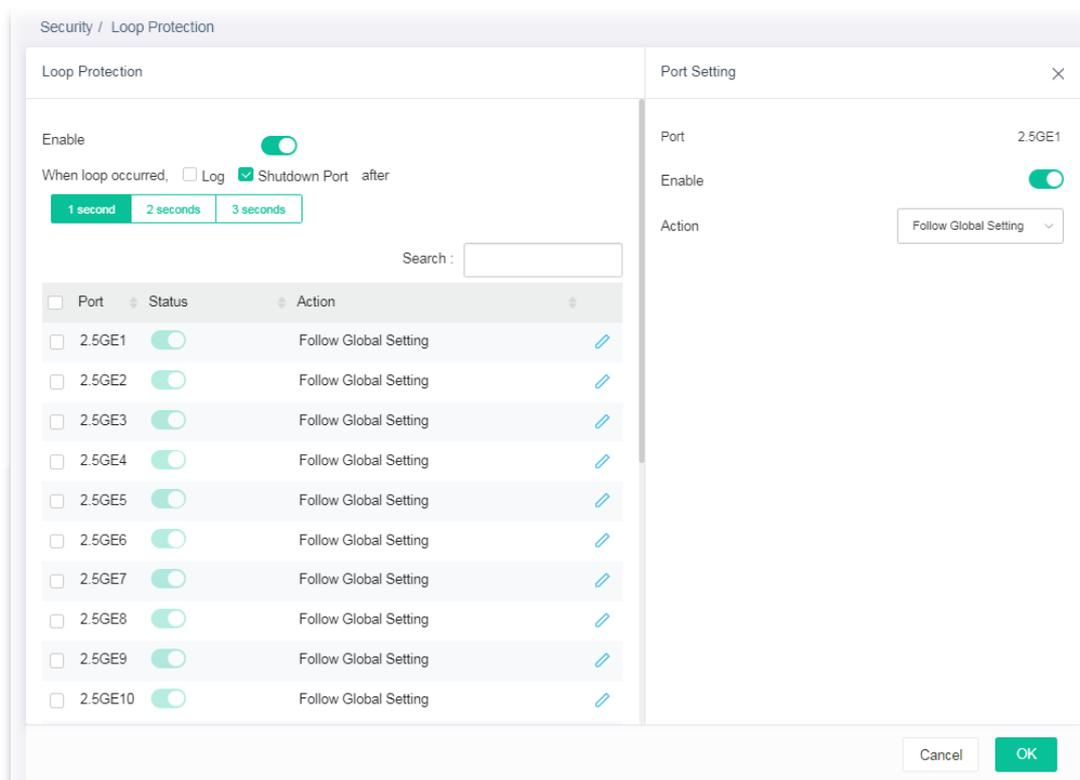 Security / Loop Protection
Loop Protection
Enable
When loop occurred, Log Shutdown Port after
1 second 2 seconds 3 seconds
Search :
Port Status Action
2.5GE1 Follow Global Setting
2.5GE2 Follow Global Setting
2.5GE3 Follow Global Setting
2.5GE4 Follow Global Setting
2.5GE5 Follow Global Setting
2.5GE6 Follow Global Setting
2.5GE7 Follow Global Setting
2.5GE8 Follow Global Setting
2.5GE9 Follow Global Setting
2.5GE10 Follow Global Setting
Port Setting
Port 2.5GE1
Enable
Action Follow Global Setting
Cancel OK